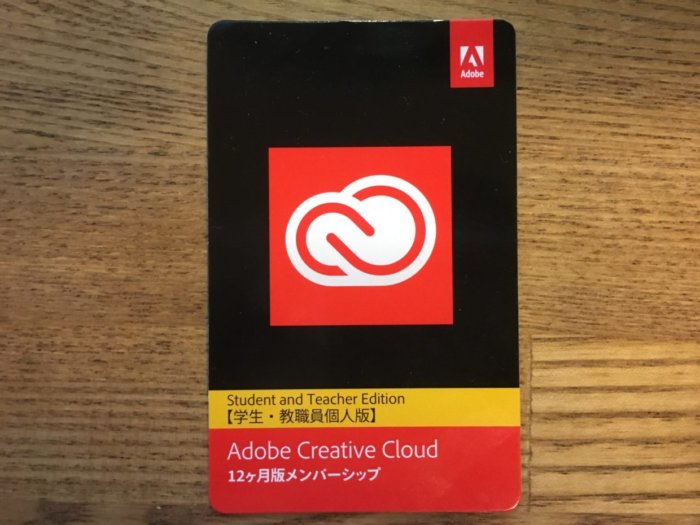 Adobe
Student and Teacher Edition
【学生・教職員個人版】
Adobe Creative Cloud
12ヶ月版メンバーシップ